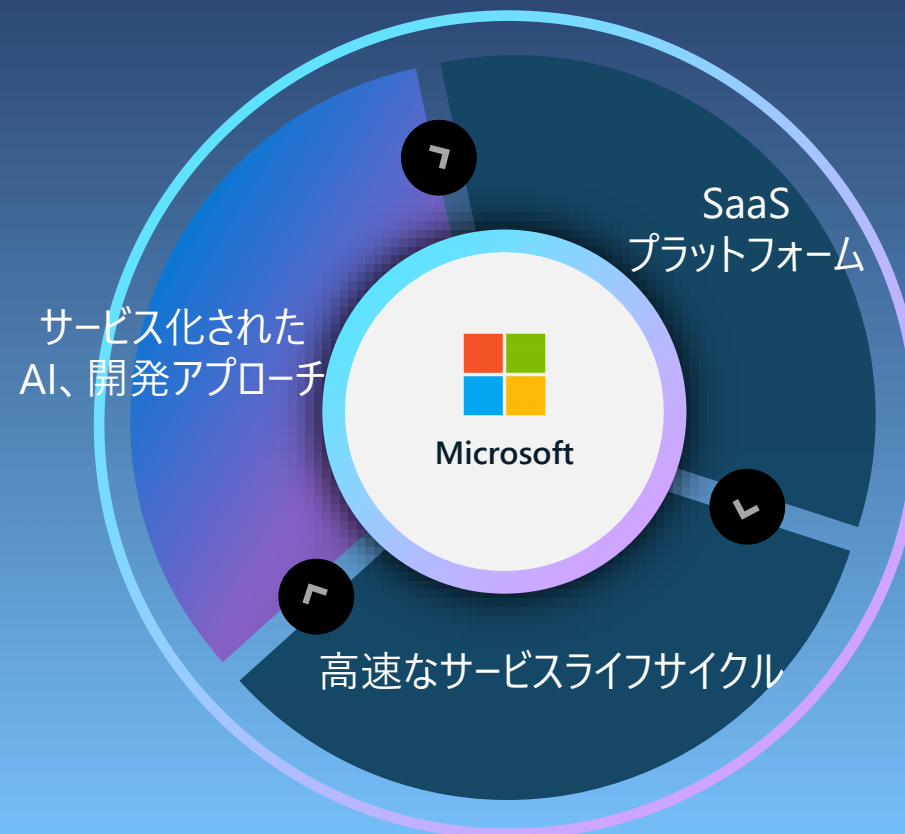 SaaS
プラットフォーム
サービス化された
AI、開発アプローチ
Microsoft
高速なサービスライフサイクル